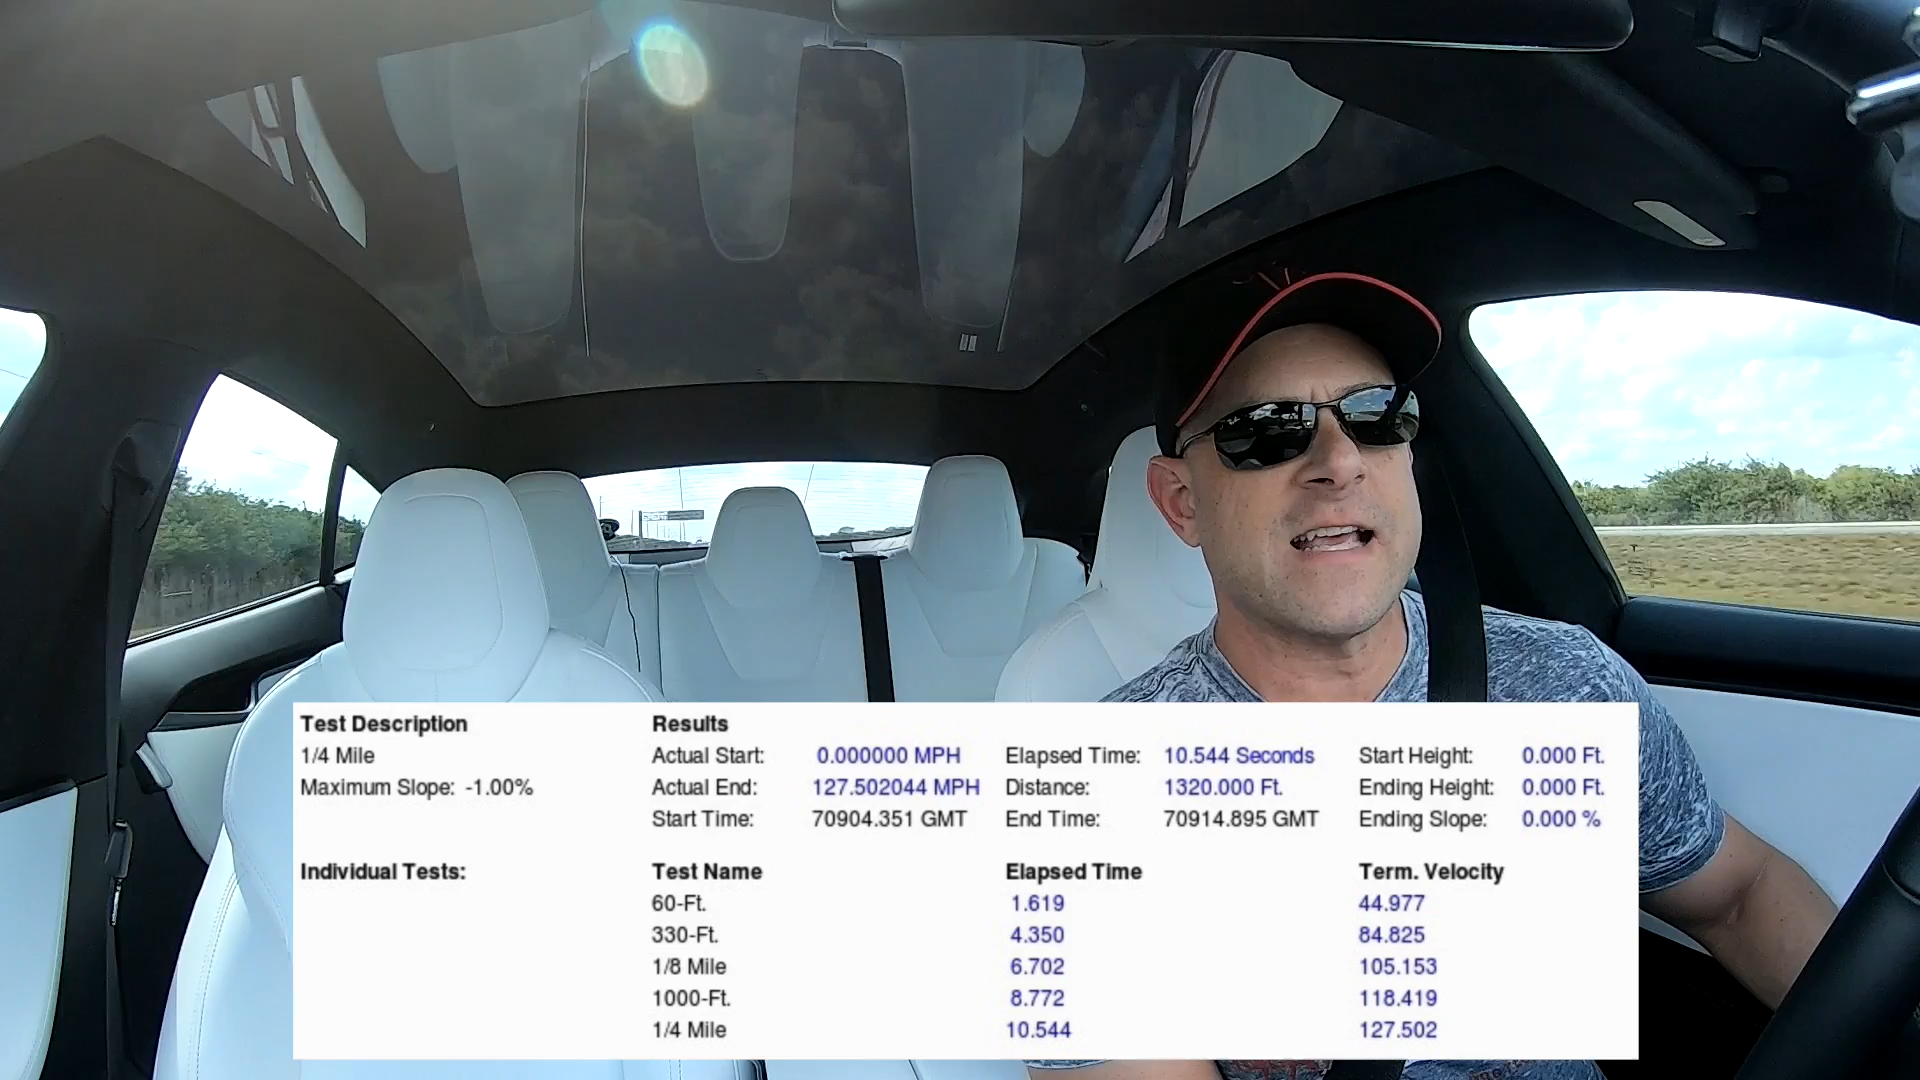 Test Description Results
1/4 Mile Actual Start: 0.000000 MPH Elapsed Time: 10.544 Seconds Start Height: 0.000 Ft.
Maximum Slope: -1.00% Actual End: 127.502044 MPH Distance: 1320.000 Ft. Ending Height: 0.000 Ft.
Start Time: 70904.351 GMT End Time: 70914.895 GMT Ending Slope: 0.000 %
Individual Tests: Test Name Elapsed Time Term. Velocity
60-Ft. 1.619 44.977
330-Ft. 4.350 84.825
1/8 Mile 6.702 105.153
1000-Ft. 8.772 118.419
1/4 Mile 10.544 127.502